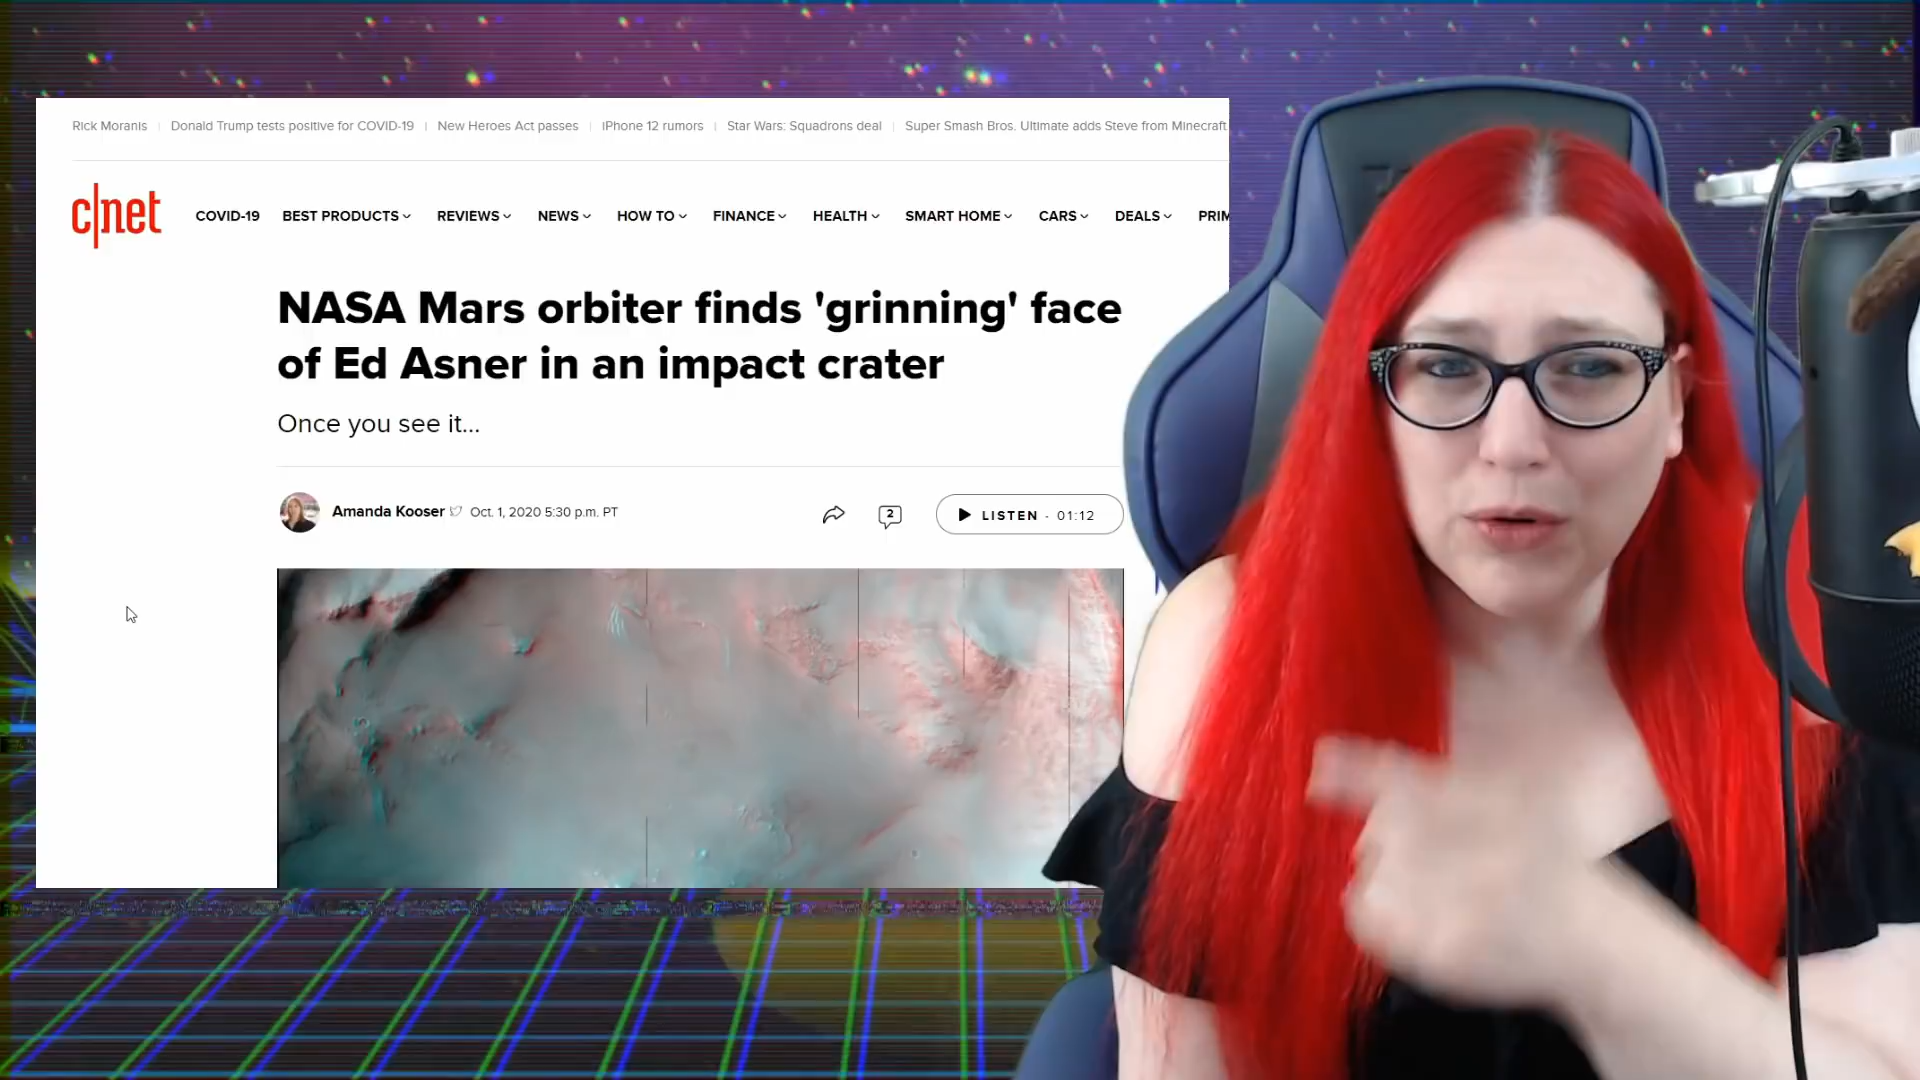 Rick Moranis Donald Trump tests positive for COVID-19 New Heroes Act passes iPhone 12 rumors Star Wars: Squadrons deal Super Smash Bros. Ultimate adds Steve from Minecraft
c|net COVID-19 BEST PRODUCTS REVIEWS NEWS HOW TO FINANCE HEALTH SMART HOME CARS DEALS PRIM
NASA Mars orbiter finds 'grinning' face
of Ed Asner in an impact crater
Once you see it...
Amanda Kooser Oct. 1, 2020 5:30 p.m. PT 2 LISTEN - 01:12